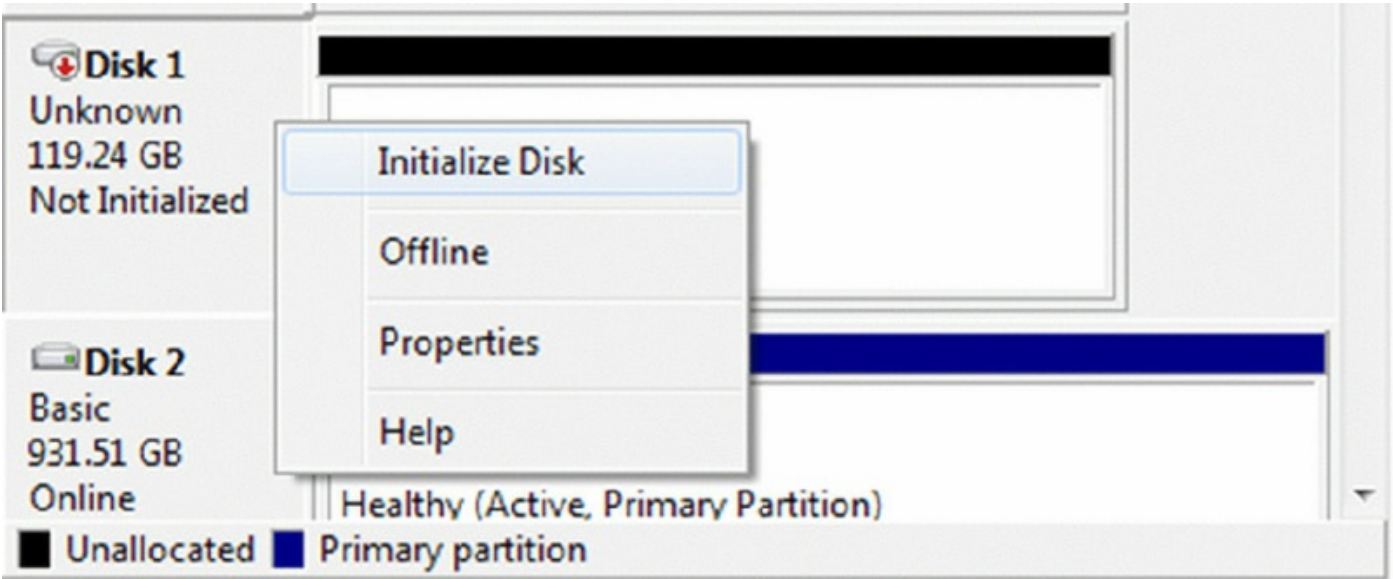 Disk 1
Unknown
119.24 GB
Not Initialized
Initialize Disk
Offline
Properties
Help
Disk 2
Basic
931.51 GB
Online
Healthy (Active, Primary Partition)
Unallocated Primary partition